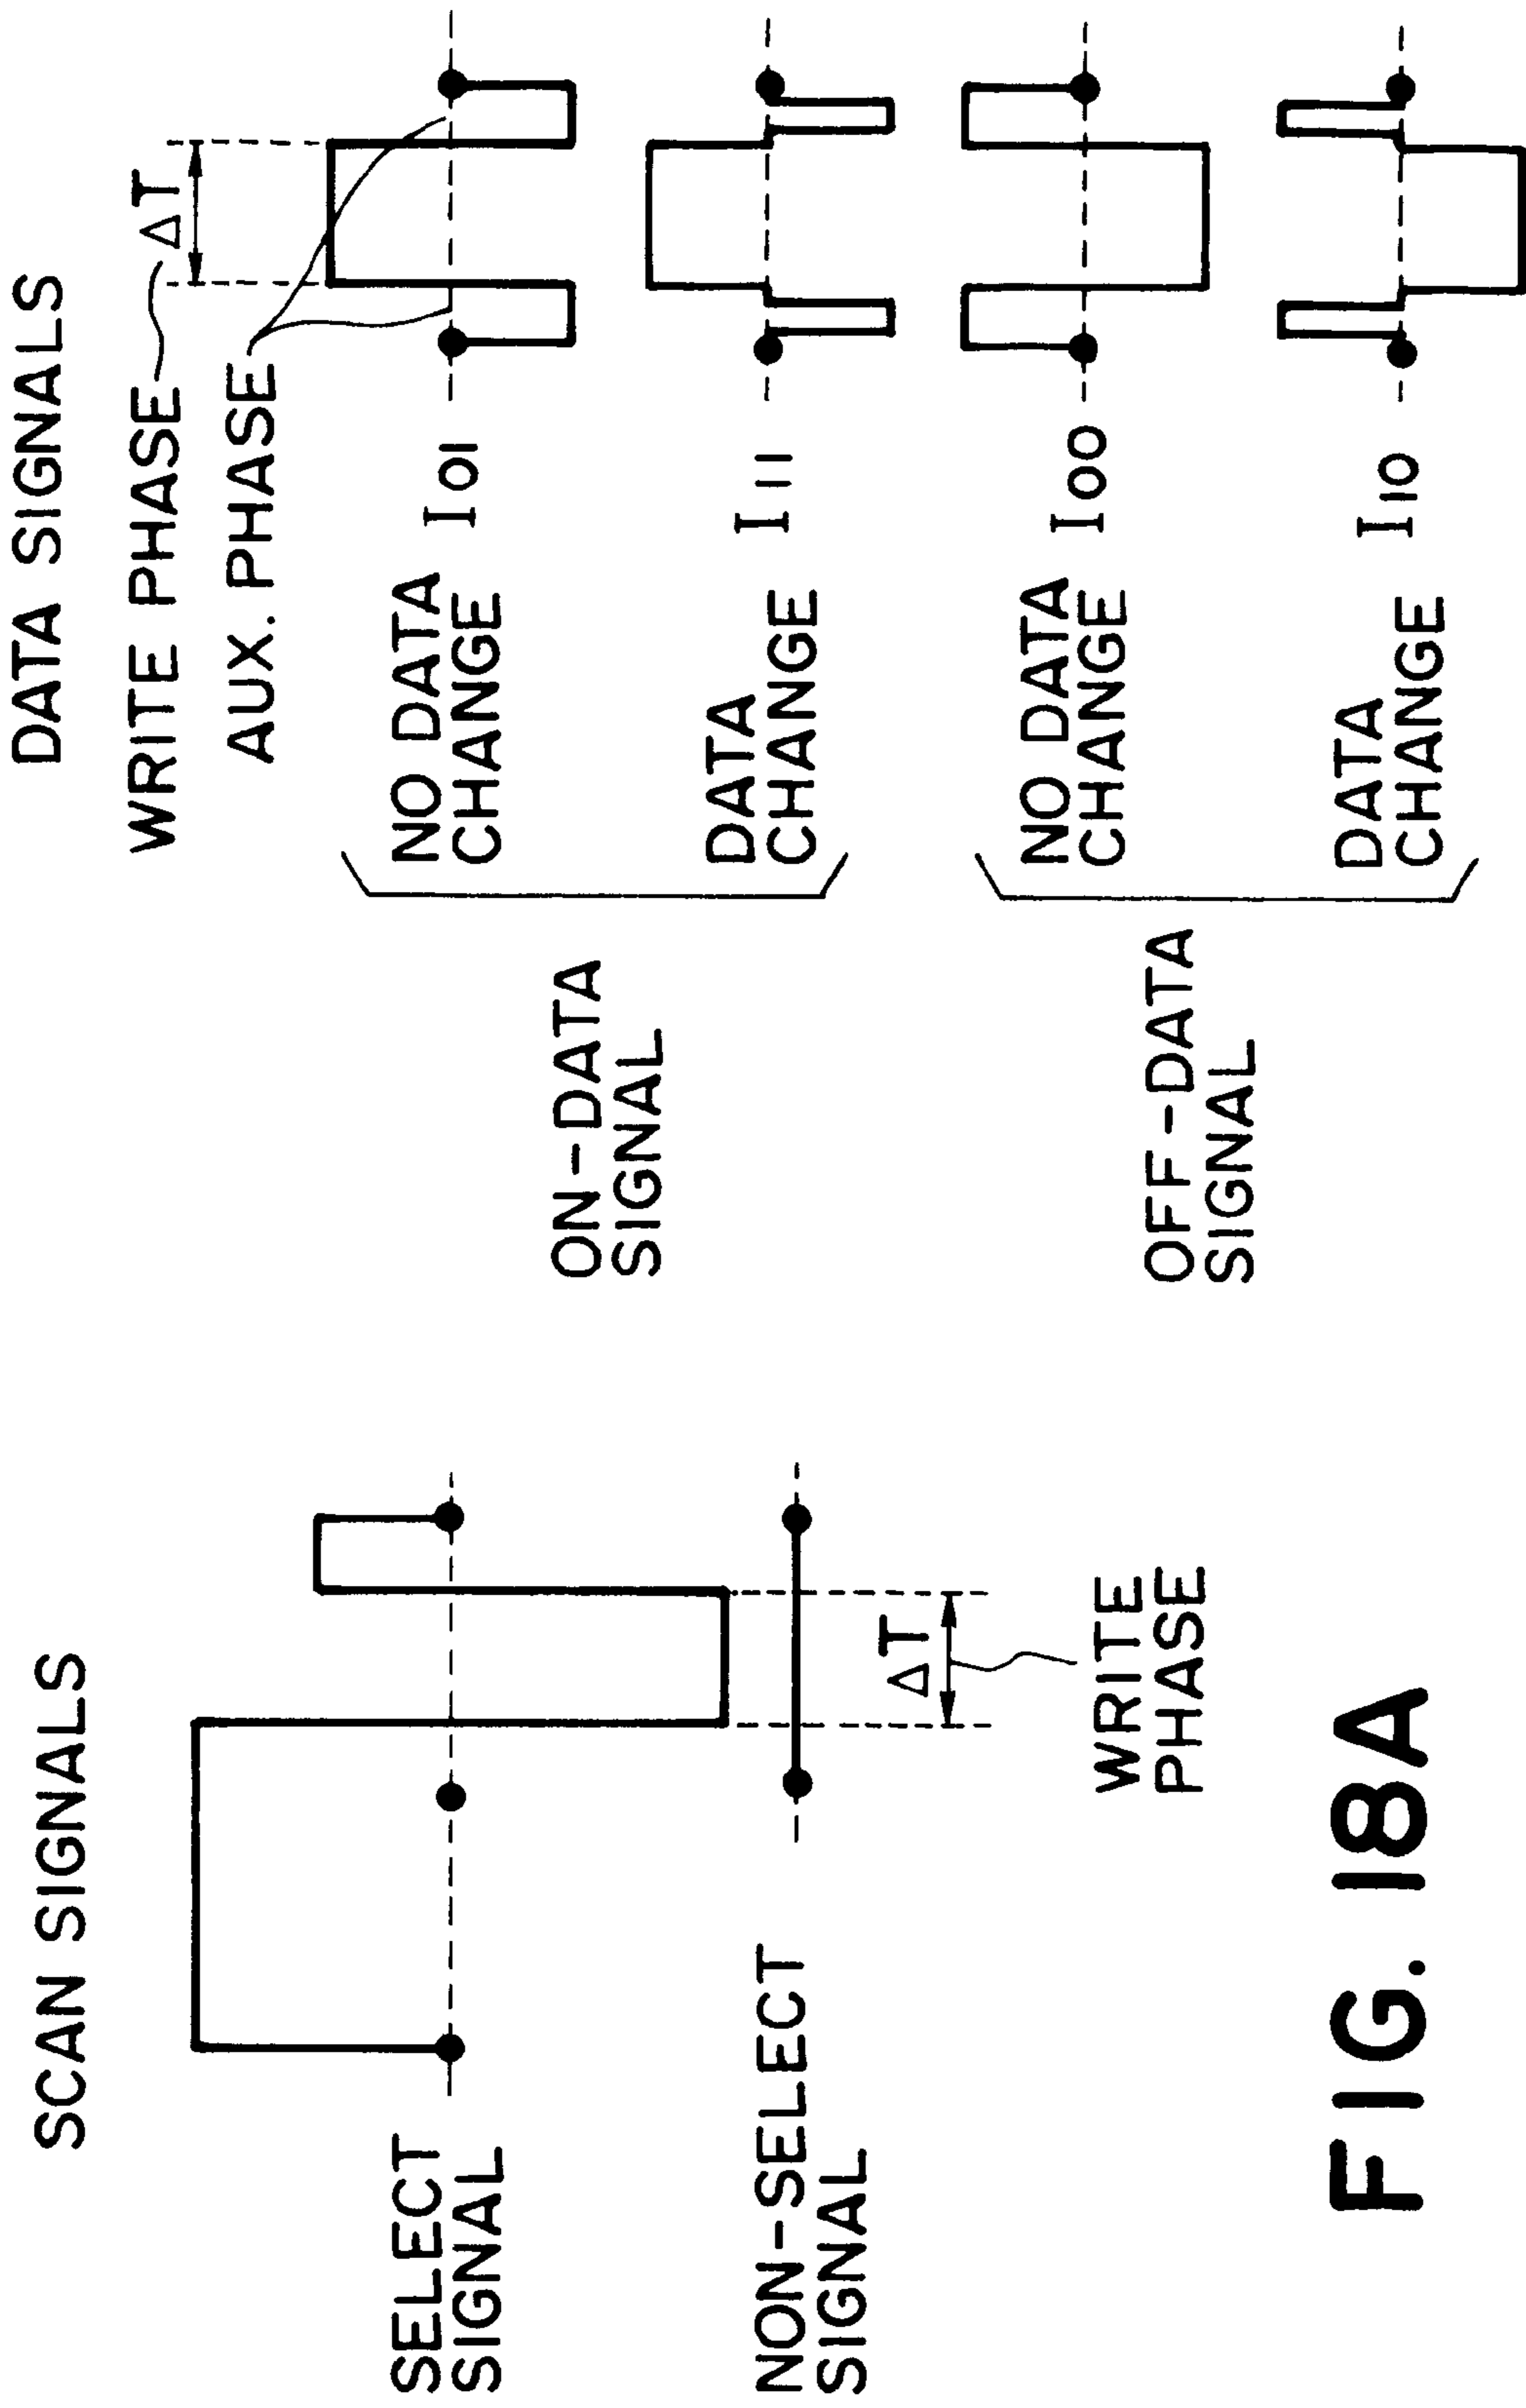 SCAN SIGNALS
SELECT
SIGNAL
NON-SELECT
SIGNAL
ΔT
WRITE
PHASE
DATA SIGNALS
WRITE PHASE
ΔT
AUX. PHASE
ON-DATA
SIGNAL
NO DATA
CHANGE
I01
DATA
CHANGE
I11
OFF-DATA
SIGNAL
NO DATA
CHANGE
I00
DATA
CHANGE
I10
FIG. 18A